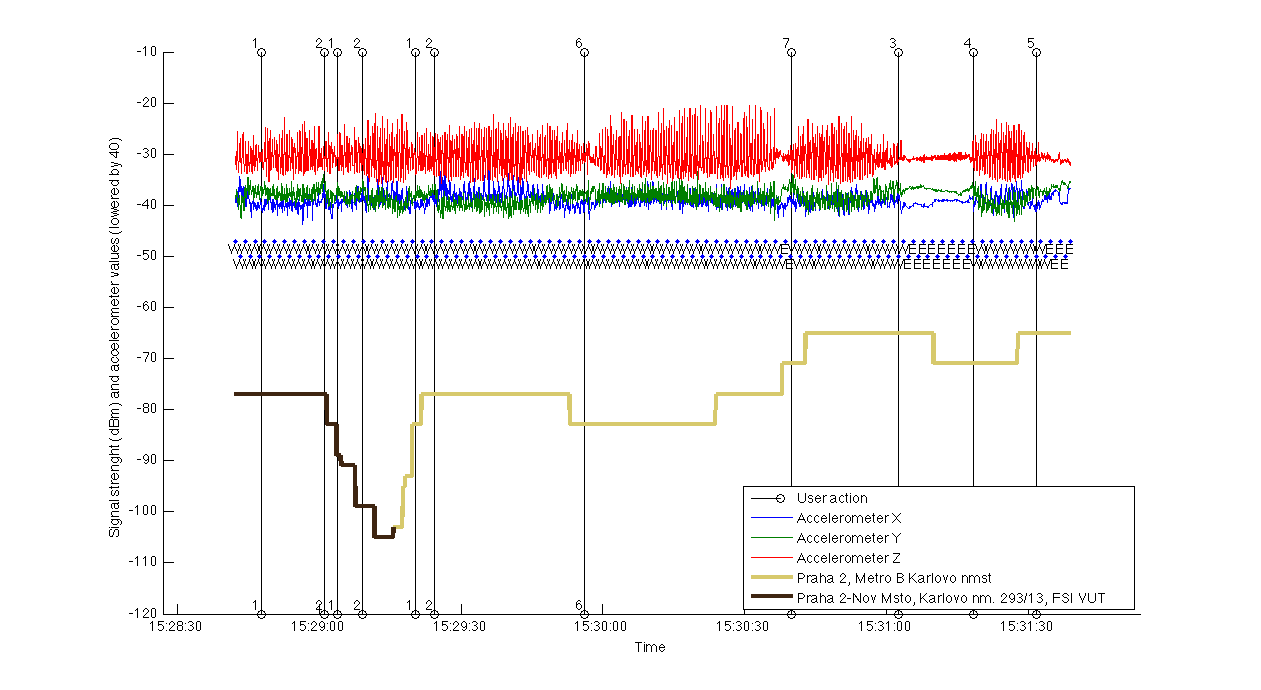 1 2 1 2 1 2 6 7 3 4 5
-10
-20
-30
-40
-50
-60
-70
-80
-90
-100
-110
-120
Signal strenght (dBm) and accelerometer values (lowered by 40)
User action
Accelerometer X
Accelerometer Y
Accelerometer Z
Praha 2, Metro B Karlovo nmst
Praha 2-Nov Msto, Karlovo nm. 293/13, FSI VUT
1 2 1 2 1 2 6
15:28:30 15:29:00 15:29:30 15:30:00 15:30:30 15:31:00 15:31:30
Time